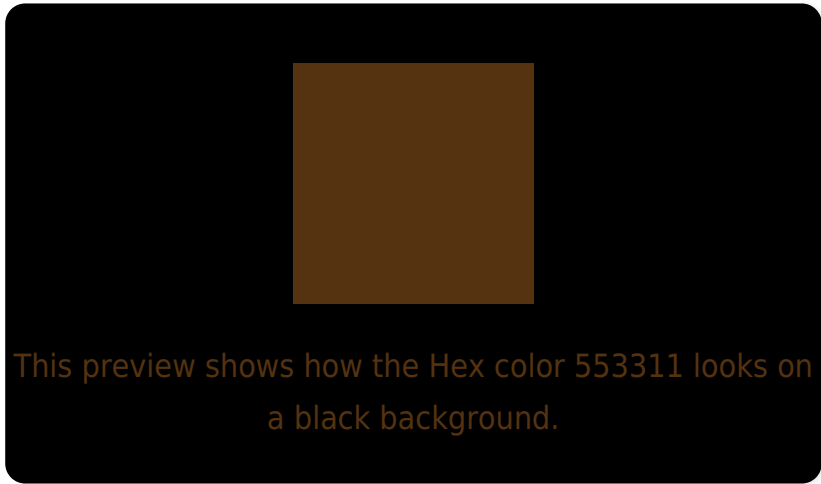 This preview shows how the Hex color 553311 looks on
a black background.